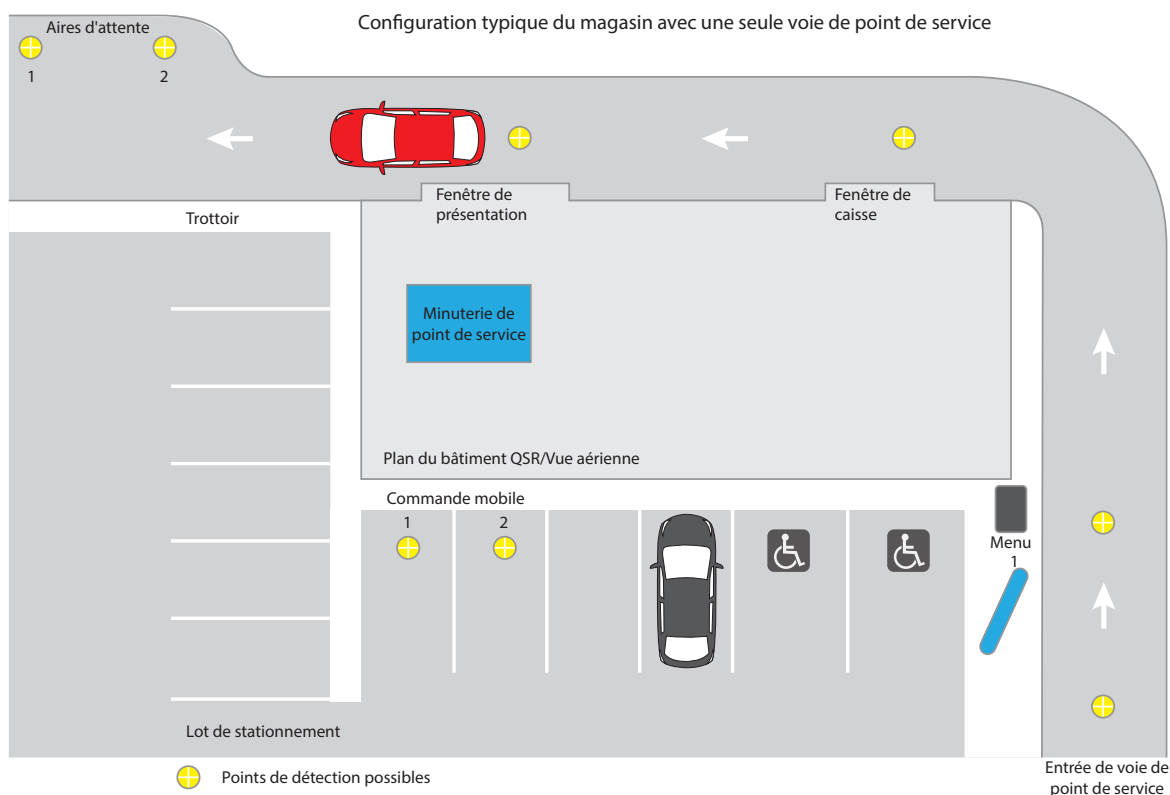 Configuration typique du magasin avec une seule voie de point de service
Aires d'attente
1
2
Fenêtre de
présentation
Fenêtre de
caisse
Trottoir
Minuterie de
point de service
Plan du bâtiment QSR/Vue aérienne
Commande mobile
1
2
Menu
1
Lot de stationnement
Points de détection possibles
Entrée de voie de
point de service